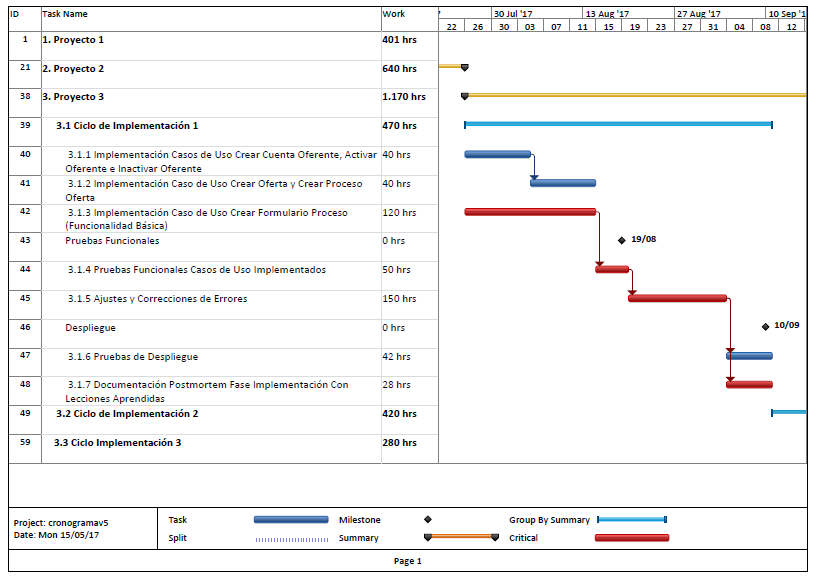 ID Task Name Work ' 30 Jul '17 13 Aug '17 27 Aug '17 10 Sep '1
22 26 30 03 07 11 15 19 23 27 31 04 08 12
1 1. Proyecto 1 401 hrs
21 2. Proyecto 2 640 hrs
38 3. Proyecto 3 1.170 hrs
39 3.1 Ciclo de Implementación 1 470 hrs
40 3.1.1 Implementación Casos de Uso Crear Cuenta Oferente, Activar 40 hrs
Oferente e Inactivar Oferente
41 3.1.2 Implementación Caso de Uso Crear Oferta y Crear Proceso 40 hrs
Oferta
42 3.1.3 Implementación Caso de Uso Crear Formulario Proceso 120 hrs
(Funcionalidad Básica)
43 Pruebas Funcionales 0 hrs 19/08
44 3.1.4 Pruebas Funcionales Casos de Uso Implementados 50 hrs
45 3.1.5 Ajustes y Correcciones de Errores 150 hrs
46 Despliegue 0 hrs 10/09
47 3.1.6 Pruebas de Despliegue 42 hrs
48 3.1.7 Documentación Postmortem Fase Implementación Con 28 hrs
Lecciones Aprendidas
49 3.2 Ciclo de Implementación 2 420 hrs
59 3.3 Ciclo Implementación 3 280 hrs
Project: cronogramav5
Date: Mon 15/05/17
Task Milestone Group By Summary
Split Summary Critical
Page 1